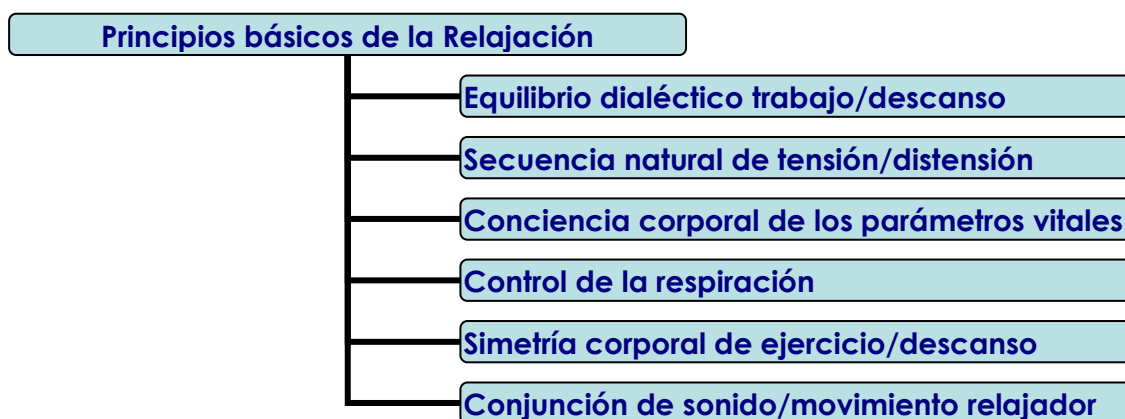 Principios básicos de la Relajación
Equilibrio dialéctico trabajo/descanso
Secuencia natural de tensión/distensión
Conciencia corporal de los parámetros vitales
Control de la respiración
Simetría corporal de ejercicio/descanso
Conjunción de sonido/movimiento relajador